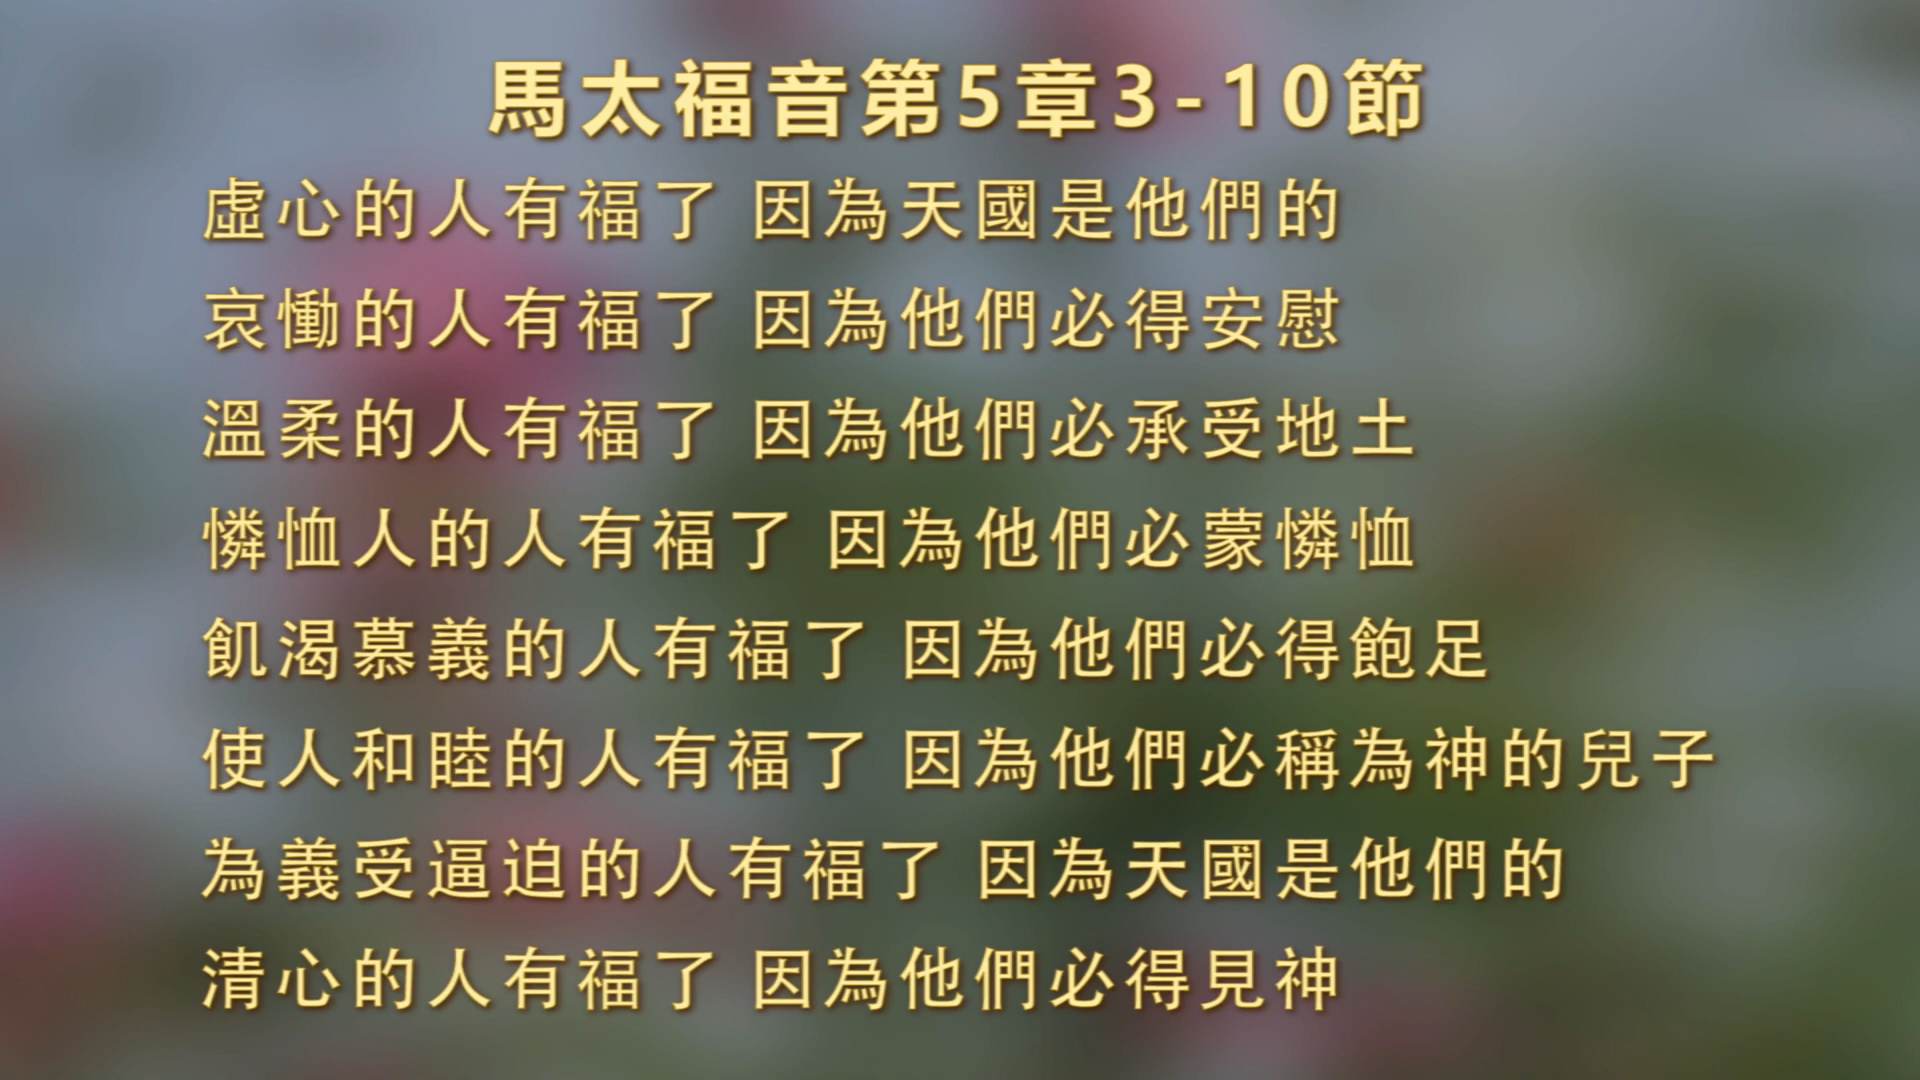 馬太福音第5章3-10節
虛心的人有福了 因為天國是他們的
哀慟的人有福了 因為他們必得安慰
溫柔的人有福了 因為他們必承受地土
憐恤人的人有福了 因為他們必蒙憐恤
飢渴慕義的人有福了 因為他們必得飽足
使人和睦的人有福了 因為他們必稱為神的兒子
為義受逼迫的人有福了 因為天國是他們的
清心的人有福了 因為他們必得見神